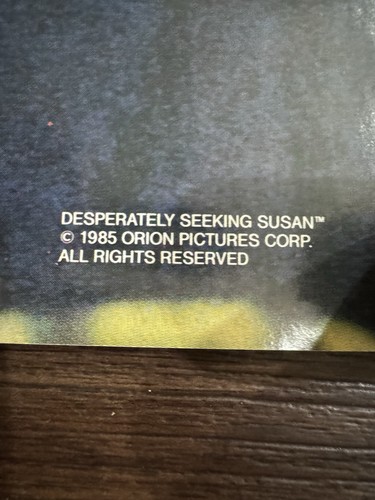 DESPERATELY SEEKING SUSAN™
© 1985 ORION PICTURES CORP.
ALL RIGHTS RESERVED